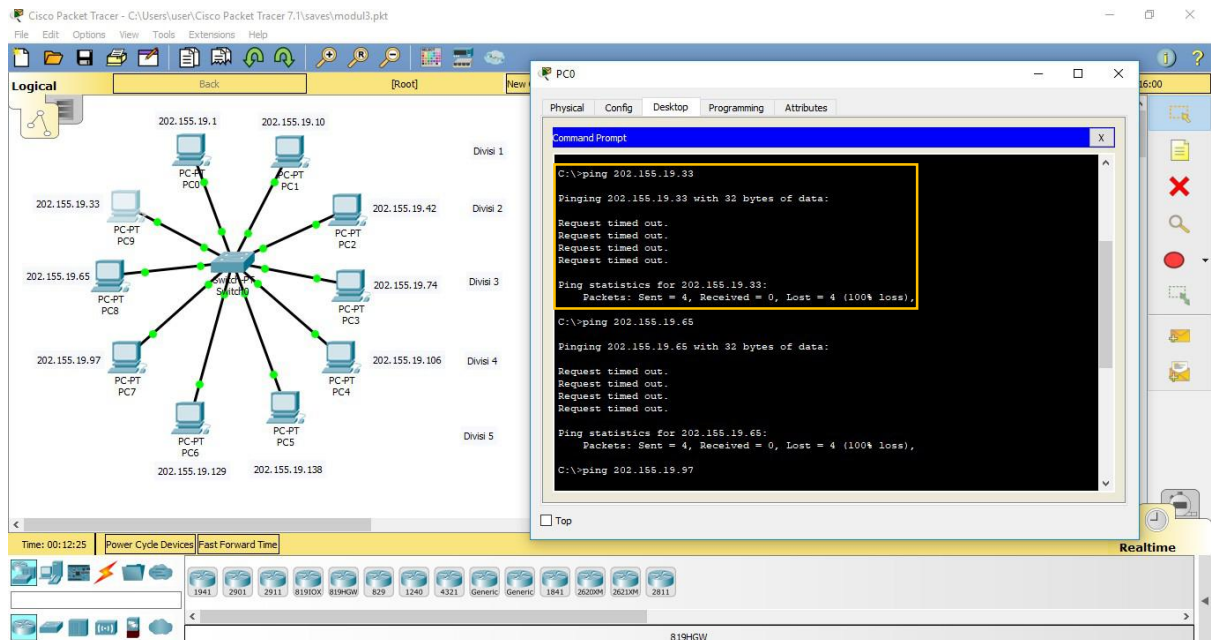 Cisco Packet Tracer - C:\Users\user\Cisco Packet Tracer 7.1\saves\modul3.pkt
File Edit Options View Tools Extensions Help
Logical
Back
[Root]
New
16:00
202.155.19.1
202.155.19.10
Divisi 1
PC-PT
PC0
PC-PT
PC1
202.155.19.33
PC-PT
PC9
202.155.19.42
Divisi 2
PC-PT
PC2
202.155.19.65
PC-PT
PC8
Switch-PT
Switch0
202.155.19.74
Divisi 3
PC-PT
PC3
202.155.19.97
PC-PT
PC7
202.155.19.106
Divisi 4
PC-PT
PC4
PC-PT
PC6
PC-PT
PC5
Divisi 5
202.155.19.129
202.155.19.138
PC0
Physical Config Desktop Programming Attributes
Command Prompt
X
C:\>ping 202.155.19.33
Pinging 202.155.19.33 with 32 bytes of data:
Request timed out.
Request timed out.
Request timed out.
Request timed out.
Ping statistics for 202.155.19.33:
Packets: Sent = 4, Received = 0, Lost = 4 (100% loss),
C:\>ping 202.155.19.65
Pinging 202.155.19.65 with 32 bytes of data:
Request timed out.
Request timed out.
Request timed out.
Request timed out.
Ping statistics for 202.155.19.65:
Packets: Sent = 4, Received = 0, Lost = 4 (100% loss),
C:\>ping 202.155.19.97
Top
Time: 00:12:25 Power Cycle Devices Fast Forward Time
Realtime
1941 2901 2911 819IOX 819HGW 829 1240 4321 Generic Generic 1841 2620XM 2621XM 2811
819HGW